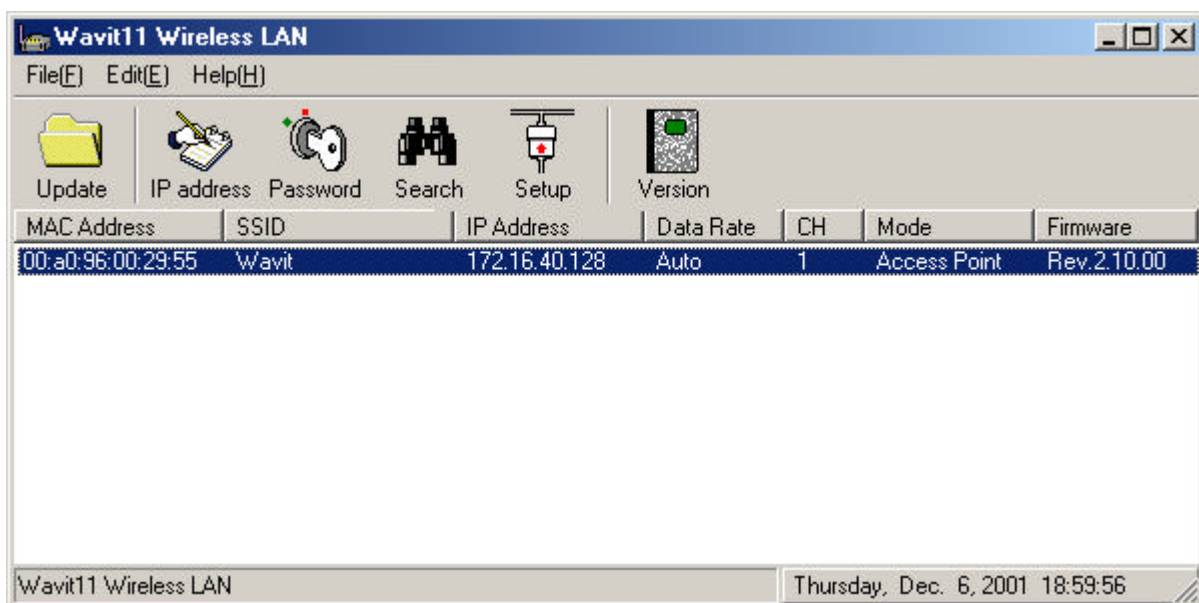 Wavit11 Wireless LAN
File(F) Edit(E) Help(H)
Update IP address Password Search Setup Version
MAC Address SSID IP Address Data Rate CH Mode Firmware
00:a0:96:00:29:55 Wavit 172.16.40.128 Auto 1 Access Point Rev.2.10.00
Wavit11 Wireless LAN Thursday, Dec. 6, 2001 18:59:56